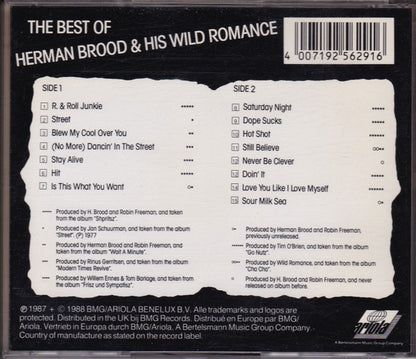 THE BEST OF
HERMAN BROOD & HIS WILD ROMANCE
4 007192 562916
SIDE 1
1 R. & Roll Junkie *****
2 Street *
3 Blew My Cool Over You **
4 (No More) Dancin' In The Street ***
5 Stay Alive ****
6 Hit *****
7 Is This What You Want o*
***** Produced by H. Brood and Robin Freeman, and taken
from the album "Shpritsz".
* Produced by Jan Schuurman, and taken from the album
"Street". (P) 1977
** Produced by Herman Brood and Robin Freeman, and
taken from the album "Wait A Minute".
*** Produced by Rinus Gerritsen, and taken from the album
"Modern Times Revive".
**** Produced by William Ennes & Tom Barlage, and taken from
the album "Frisz und Sympatisz".
SIDE 2
8 Saturday Night *****
9 Dope Sucks *****
10 Hot Shot
11 Still Believe
12 Never Be Clever o
13 Doin' It *****
14 Love You Like I Love Myself
15 Sour Milk Sea o*
o Produced by Herman Brood and Robin Freeman,
previously unreleased.
Produced by Tim O'Brien, and taken from the album
"Go Nutz".
Produced by Wild Romance, and taken from the album
"Cha Cha".
o* Produced by H. Brood and Robin Freeman, and never
released on album before.
℗ 1987 + © 1988 BMG/ARIOLA BENELUX B.V. Alle trademarks and logos are
protected. Distributed in the UK bij BMG Records. Distribué en Europe par BMG/
Ariola. Vertrieb in Europa durch BMG/Ariola. A Bertelsmann Music Group Company.
Country of manufacture as stated on the record label.
ariola
A Bertelsmann Music Group Company